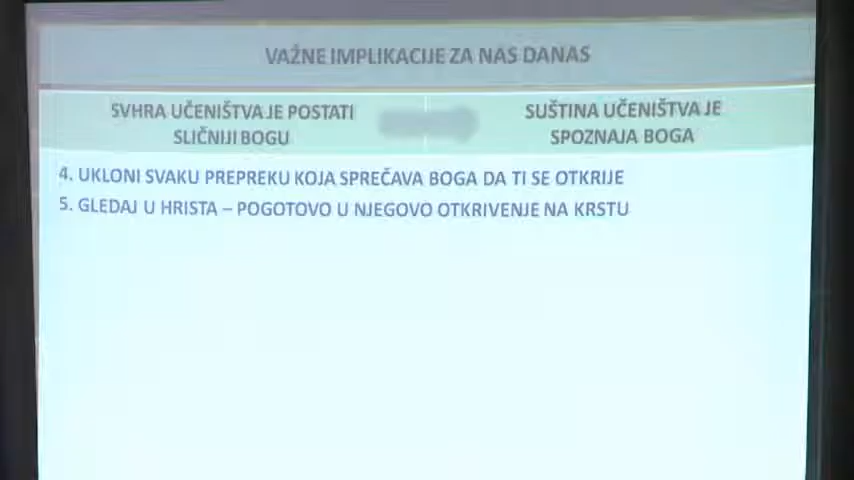 VAŽNE IMPLIKACIJE ZA NAS DANAS
SVHRA UČENIŠTVA JE POSTATI
SLIČNIJI BOGU
SUŠTINA UČENIŠTVA JE
SPOZNAJA BOGA
4. UKLONI SVAKU PREPREKU KOJA SPREČAVA BOGA DA TI SE OTKRIJE
5. GLEDAJ U HRISTA – POGOTOVO U NJEGOVO OTKRIVENJE NA KRSTU